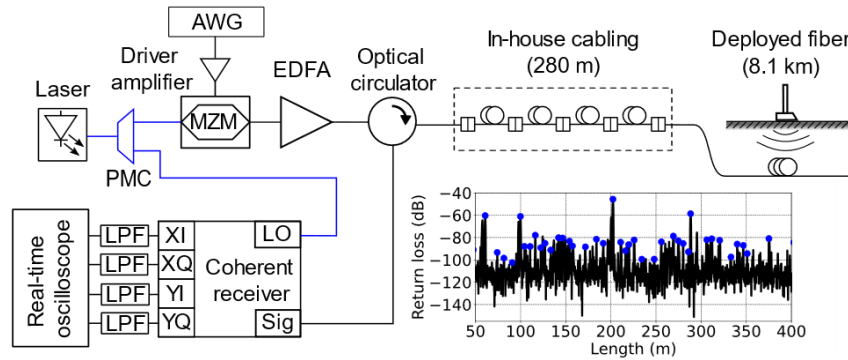 AWG
Driver
amplifier
EDFA
Optical
circulator
In-house cabling
(280 m)
Deployed fiber
(8.1 km)
Laser
MZM
PMC
Real-time
oscilloscope
LPF
LPF
LPF
LPF
XI
XQ
YI
YQ
LO
Coherent
receiver
Sig
Return loss (dB)
−40
−60
−80
−100
−120
−140
50
100
150
200
250
300
350
400
Length (m)